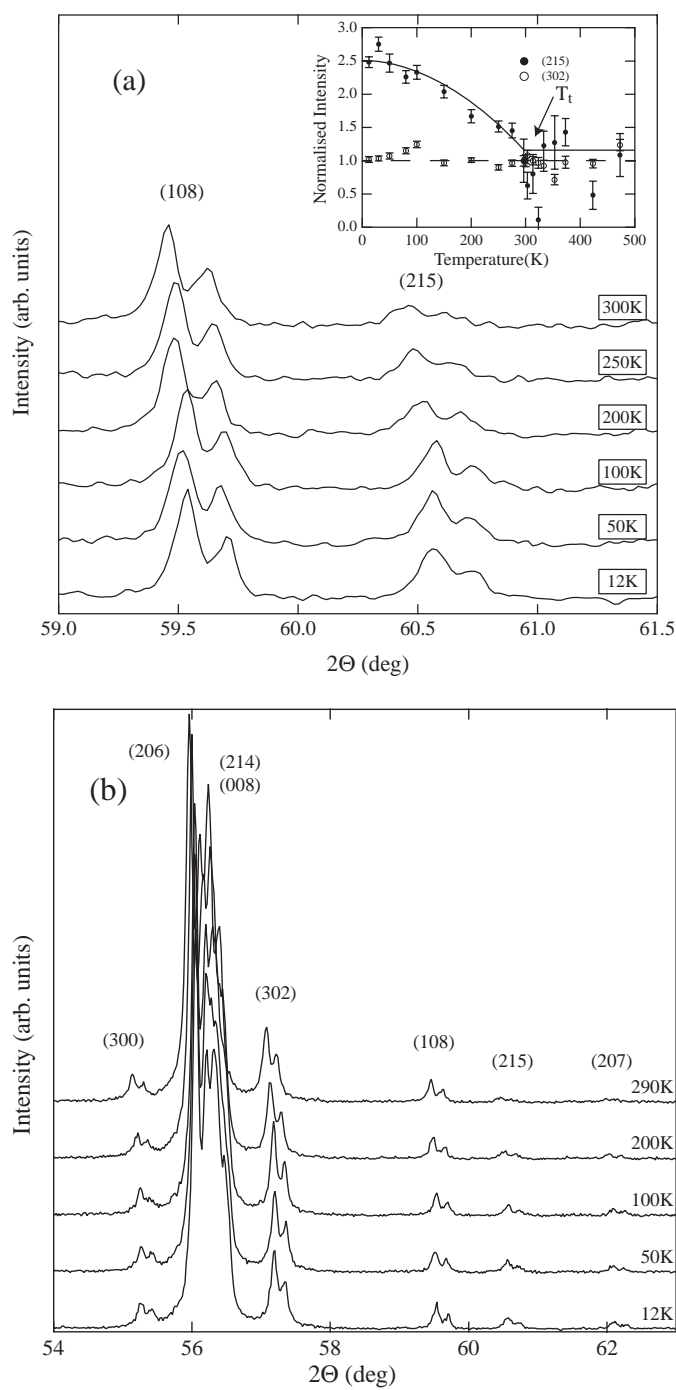 (a)
3.0
2.5
2.0
1.5
1.0
0.5
0.0
Normalised Intensity
(215)
(302)
Tt
0
100
200
300
400
500
Temperature(K)
(108)
(215)
300K
250K
200K
100K
50K
12K
Intensity (arb. units)
59.0
59.5
60.0
60.5
61.0
61.5
2Θ (deg)
(b)
(206)
(214)
(008)
(302)
(300)
(108)
(215)
(207)
290K
200K
100K
50K
12K
Intensity (arb. units)
54
56
58
60
62
2Θ (deg)